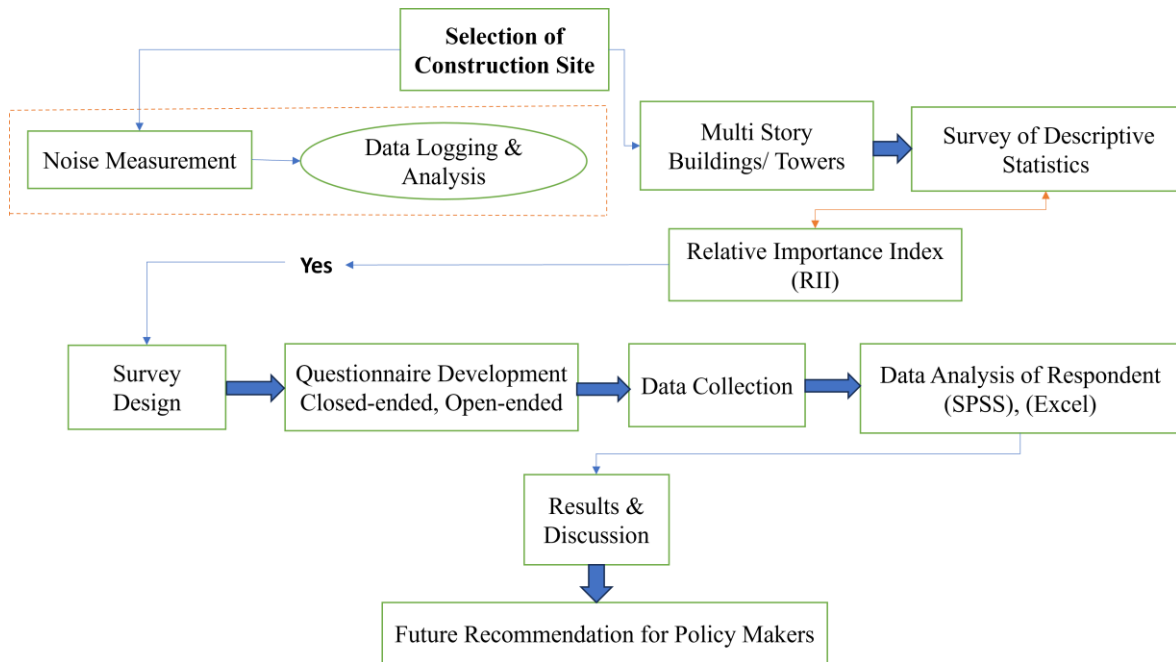 Selection of
Construction Site
Noise Measurement
Data Logging &
Analysis
Multi Story
Buildings/ Towers
Survey of Descriptive
Statistics
Relative Importance Index
(RII)
Yes
Survey
Design
Questionnaire Development
Closed-ended, Open-ended
Data Collection
Data Analysis of Respondent
(SPSS), (Excel)
Results &
Discussion
Future Recommendation for Policy Makers